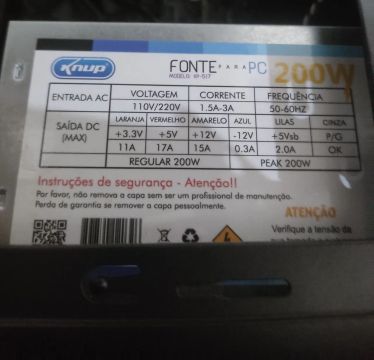 Knup
FONTE PARA PC 200W
MODELO: KP-517
ENTRADA AC VOLTAGEM CORRENTE FREQUÊNCIA
110V/220V 1.5A-3A 50-60HZ
SAÍDA DC (MAX) LARANJA VERMELHO AMARELO AZUL LILAS CINZA
+3.3V +5V +12V -12V +5Vsb P/G
11A 17A 15A 0.3A 2.0A OK
REGULAR 200W PEAK 200W
Instruções de segurança - Atenção!!
Por favor, não remova a capa sem ser um profissional de manutenção.
Perda de garantia se remover a capa pessoalmente.
ATENÇÃO
Verifique a tensão da